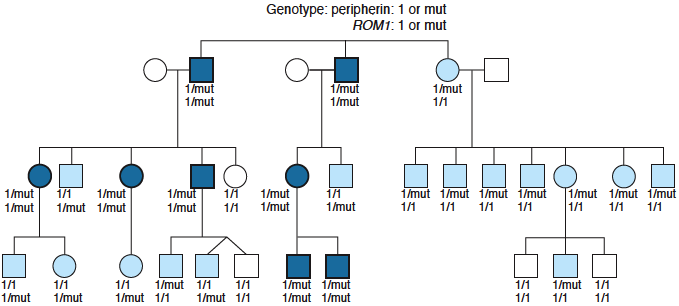 Genotype: peripherin: 1 or mut
ROM1: 1 or mut
1/mut 1/mut 1/mut
1/mut 1/mut 1/1
1/mut 1/1 1/mut 1/mut 1/1 1/mut 1/1 1/mut 1/mut 1/mut 1/mut 1/mut 1/mut 1/mut
1/mut 1/mut 1/mut 1/mut 1/1 1/mut 1/mut 1/1 1/1 1/1 1/1 1/1 1/1 1/1
1/1 1/1 1/1 1/mut 1/1 1/1 1/mut 1/mut 1/1 1/mut 1/1
1/mut 1/mut 1/mut 1/1 1/mut 1/1 1/mut 1/mut 1/1 1/1 1/1